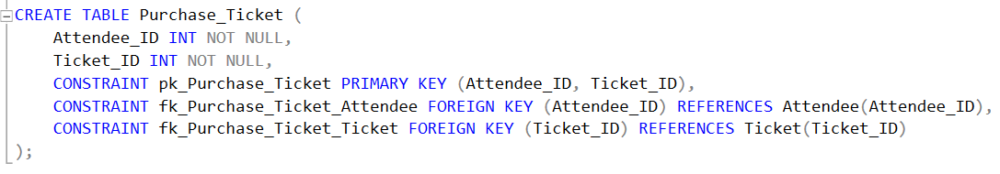 CREATE TABLE Purchase_Ticket (
    Attendee_ID INT NOT NULL,
    Ticket_ID INT NOT NULL,
    CONSTRAINT pk_Purchase_Ticket PRIMARY KEY (Attendee_ID, Ticket_ID),
    CONSTRAINT fk_Purchase_Ticket_Attendee FOREIGN KEY (Attendee_ID) REFERENCES Attendee(Attendee_ID),
    CONSTRAINT fk_Purchase_Ticket_Ticket FOREIGN KEY (Ticket_ID) REFERENCES Ticket(Ticket_ID)
);